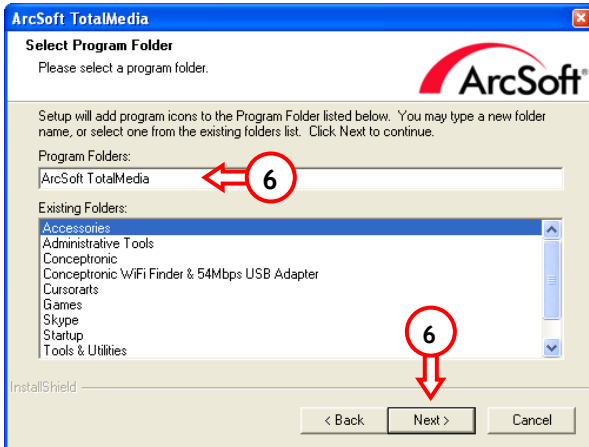 ArcSoft TotalMedia
Select Program Folder
Please select a program folder.
ArcSoft®
Setup will add program icons to the Program Folder listed below. You may type a new folder
name, or select one from the existing folders list. Click Next to continue.
Program Folders:
ArcSoft TotalMedia
6
Existing Folders:
Accessories
Administrative Tools
Conceptronic
Conceptronic WiFi Finder & 54Mbps USB Adapter
Cursorarts
Games
Skype
Startup
Tools & Utilities
6
InstallShield
< Back
Next >
Cancel